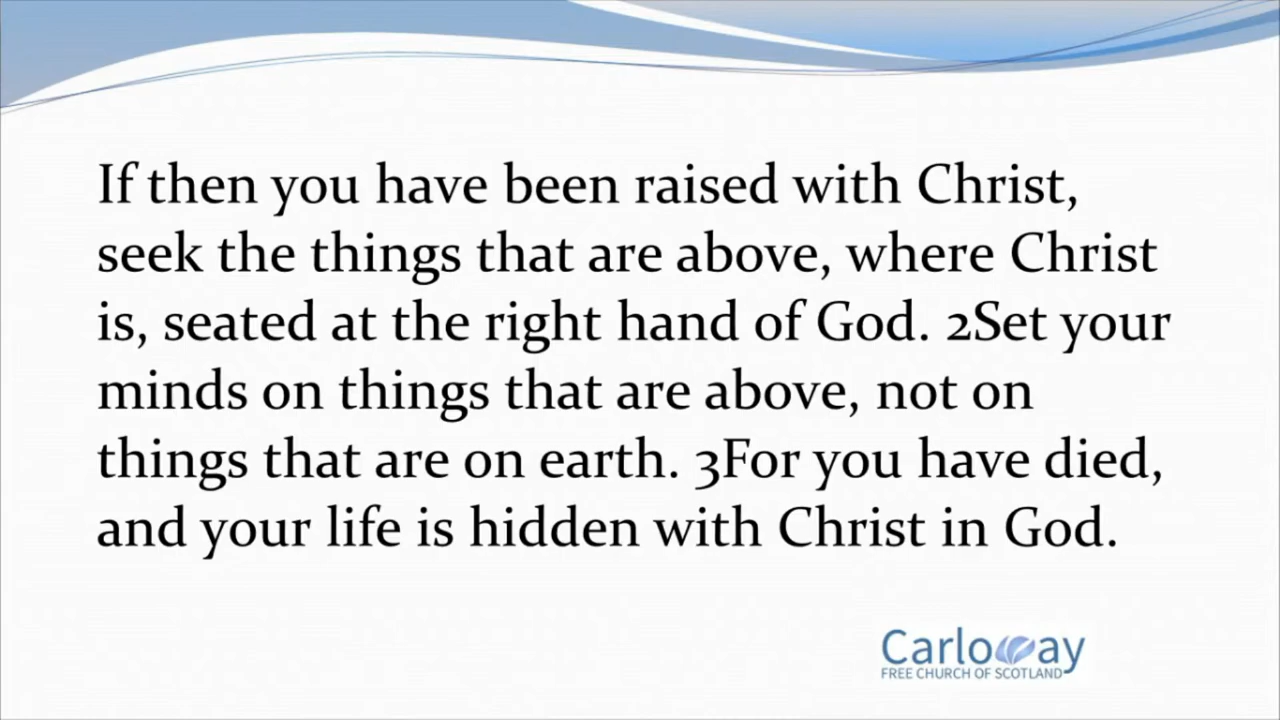 If then you have been raised with Christ,
seek the things that are above, where Christ
is, seated at the right hand of God. 2Set your
minds on things that are above, not on
things that are on earth. 3For you have died,
and your life is hidden with Christ in God.
Carloway
FREE CHURCH OF SCOTLAND